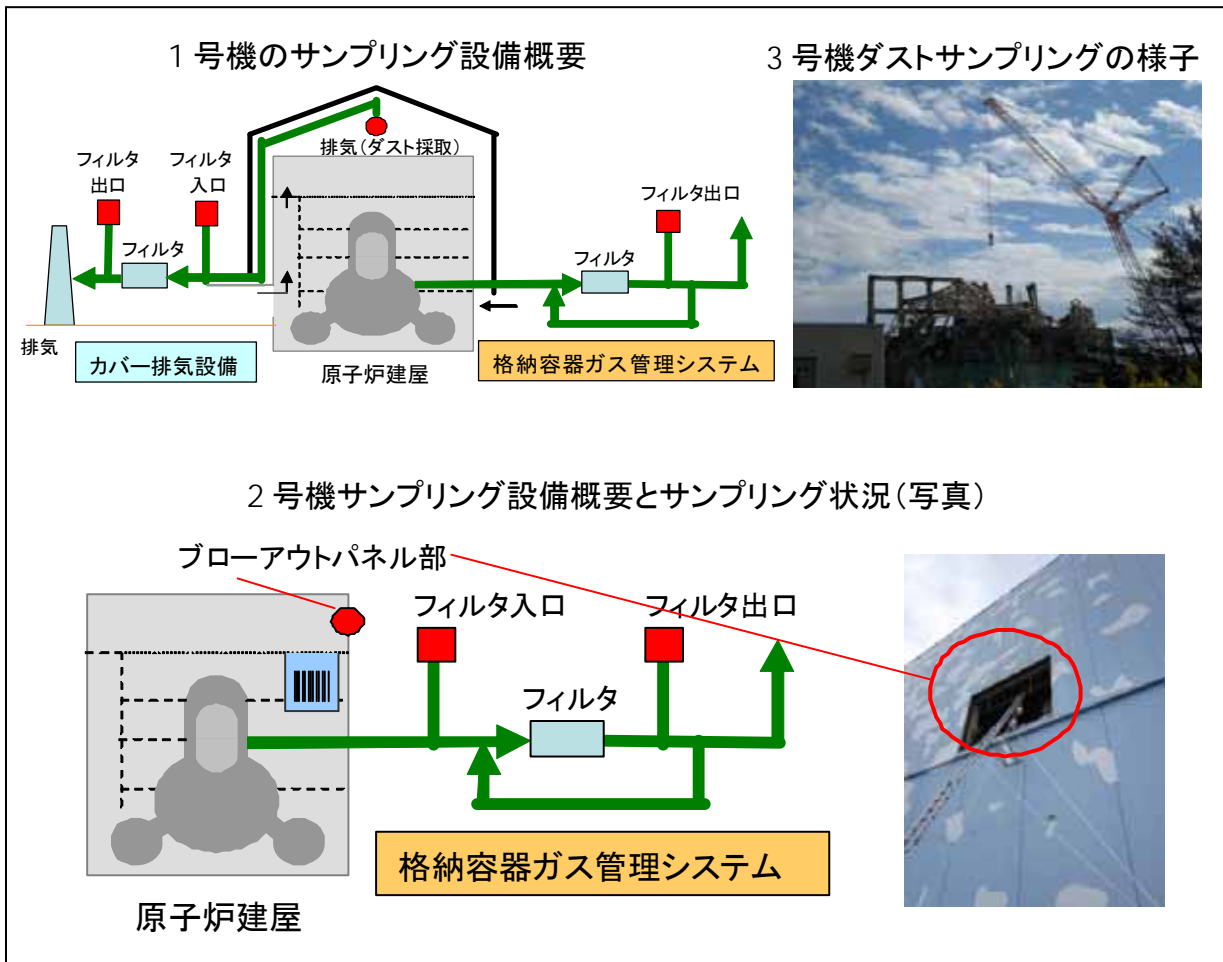 1 号機のサンプリング設備概要
3 号機ダストサンプリングの様子
排気(ダスト採取)
フィルタ
出口
フィルタ
入口
フィルタ出口
フィルタ
フィルタ
排気
カバー排気設備
原子炉建屋
格納容器ガス管理システム
2 号機サンプリング設備概要とサンプリング状況(写真)
ブローアウトパネル部
フィルタ入口
フィルタ出口
フィルタ
格納容器ガス管理システム
原子炉建屋